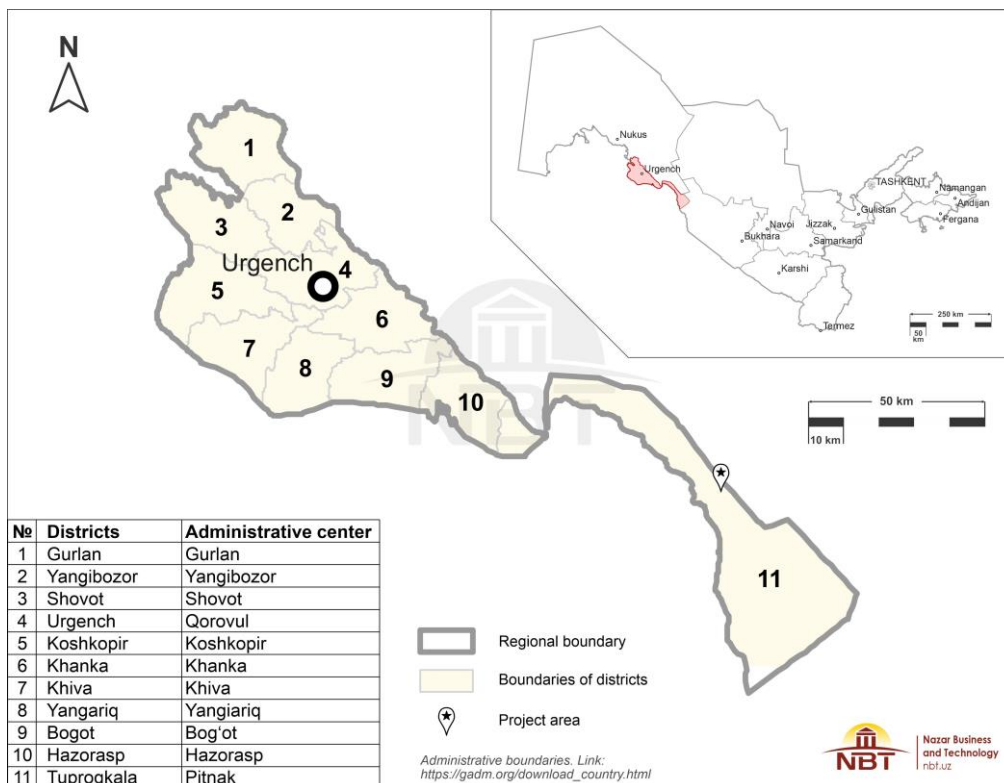 N
1
2
3
Urgench
4
5
6
7
8
9
10
11
NBT
Nukus
Urgench
TASHKENT
Namangan
Andijan
Fergana
Gulistan
Jizzak
Navoi
Bukhara
Samarkand
Karshi
Termez
250 km
50
km
50 km
10 km
№ Districts Administrative center
1 Gurlan Gurlan
2 Yangibozor Yangibozor
3 Shovot Shovot
4 Urgench Qorovul
5 Koshkopir Koshkopir
6 Khanka Khanka
7 Khiva Khiva
8 Yangariq Yangiariq
9 Bogot Bog‘ot
10 Hazorasp Hazorasp
11 Tuprogkala Pitnak
Regional boundary
Boundaries of districts
Project area
Administrative boundaries. Link:
https://gadm.org/download_country.html
NBT
Nazar Business
and Technology
nbt.uz